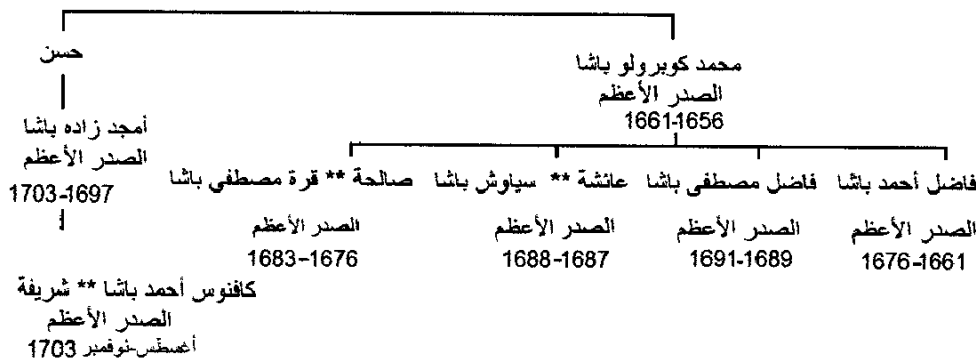 حسن
محمد كوبرولو باشا
الصدر الأعظم
1661-1656
أمجد زاده باشا
الصدر الأعظم
1703-1697
فاضل أحمد باشا
الصدر الأعظم
1676-1661
فاضل مصطفى باشا
الصدر الأعظم
1691-1689
عائشة ** سياوش باشا
الصدر الأعظم
1688-1687
صالحة ** قرة مصطفى باشا
الصدر الأعظم
1683-1676
كافنوس أحمد باشا ** شريفة
الصدر الأعظم
أغسطس-نوفمبر 1703